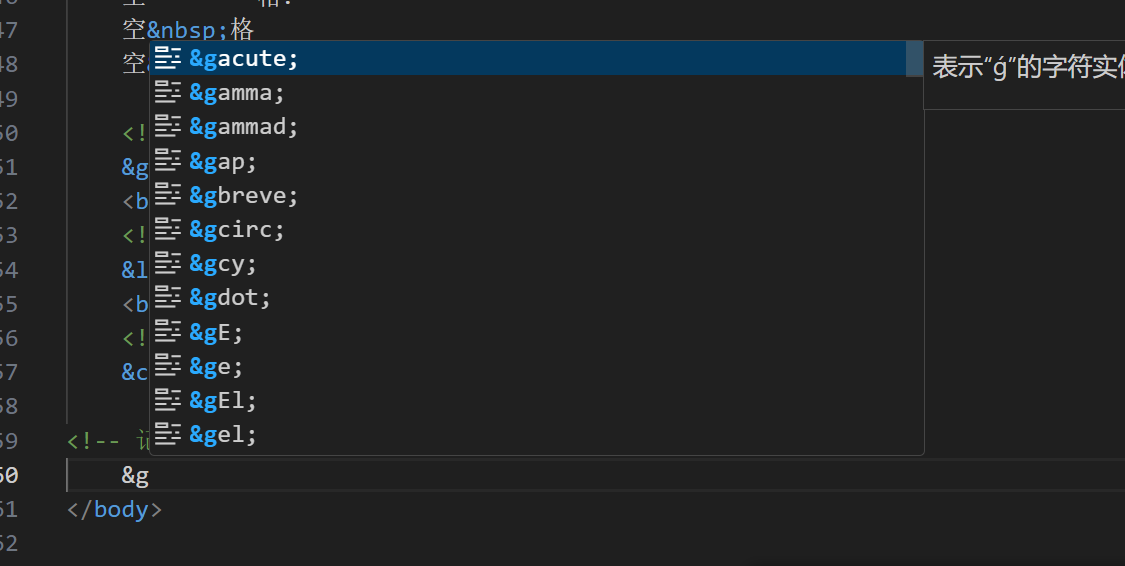 格:
47 空&nbsp;格
48 空&
&gacute; 表示“ǵ”的字符实
&gamma;
49
&gammad;
50 <!
&gap;
51 &g
&gbreve;
52 <b
&gcirc;
53 <!
&gcy;
54 &l
&gdot;
55 <b
&gE;
56 <!
&ge;
57 &c
&gEl;
58
&gel;
59 <!-- 记
60 &g
61 </body>
62